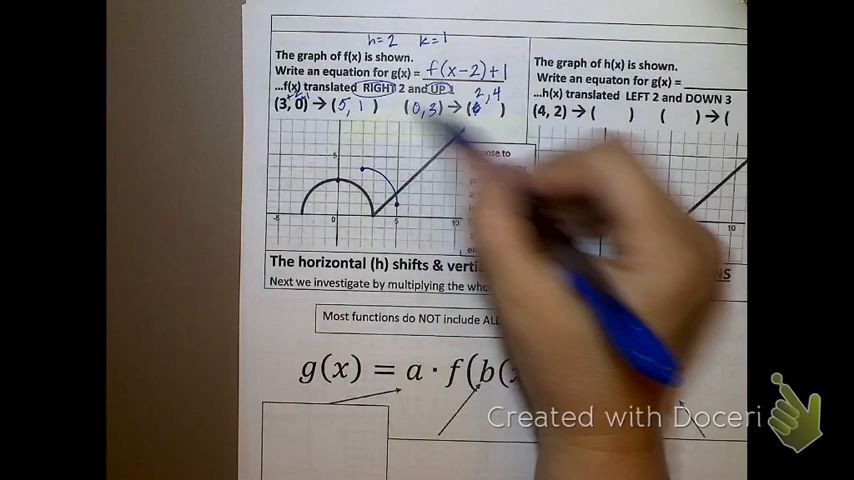 h=2 k=1
The graph of f(x) is shown.
Write an equation for g(x) = f(x-2)+1
...f(x) translated RIGHT 2 and UP 1
(3, 0) → (5, 1) (0, 3) → ( )
2, 4
5
-5 0 5 10
The graph of h(x) is shown.
Write an equaton for g(x) =
...h(x) translated LEFT 2 and DOWN 3
(4, 2) → ( ) ( ) → (
10
The horizontal (h) shifts &
Next we investigate by multiplying the
Most functions do NOT include ALL
g(x) = a · f(b(x
Created with Doceri